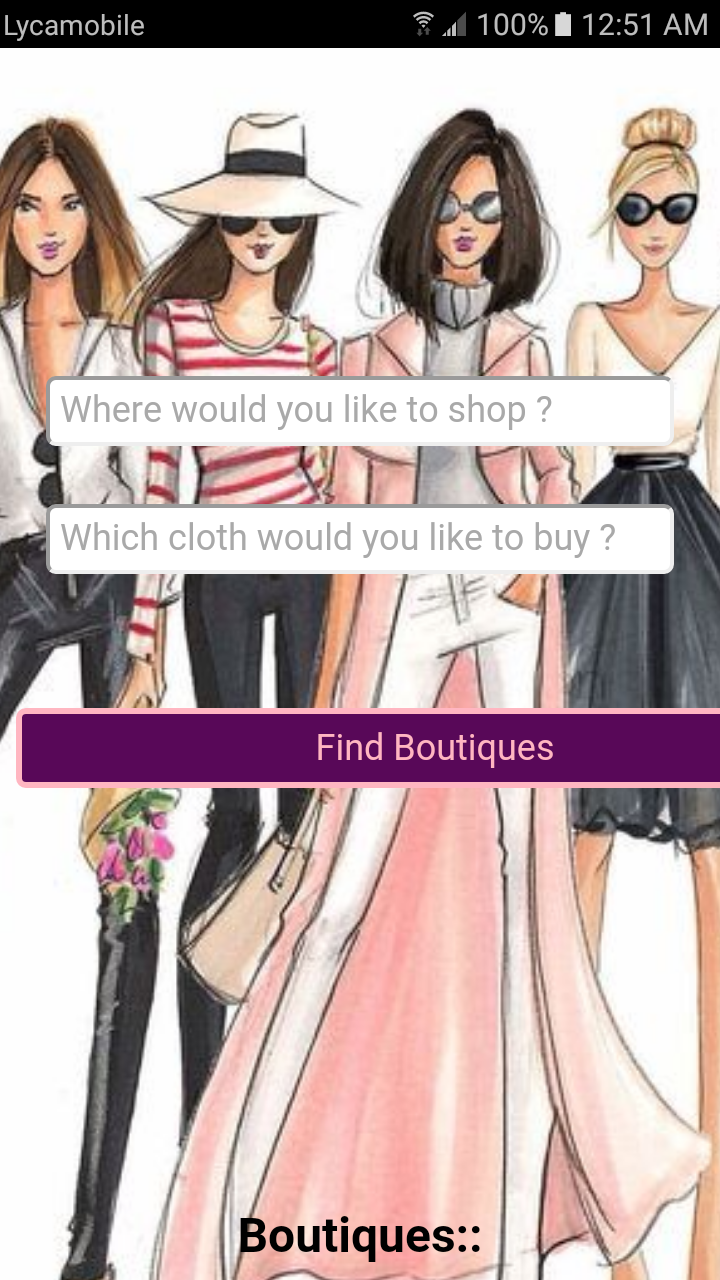 Lycamobile 100% 12:51 AM
Where would you like to shop ?
Which cloth would you like to buy ?
Find Boutiques
Boutiques::